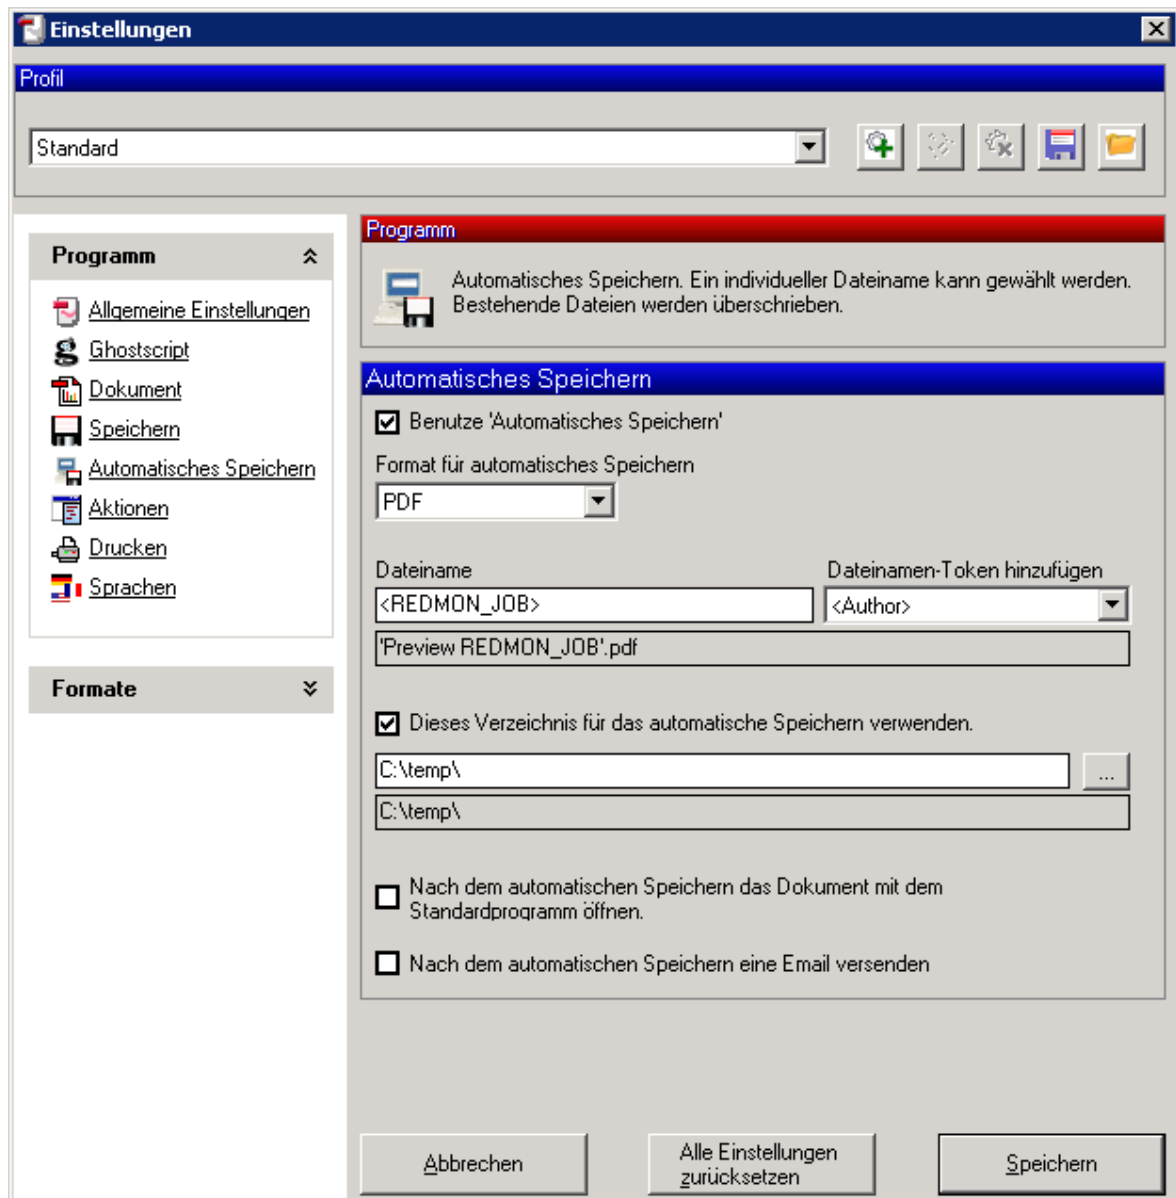 Einstellungen
Profil
Standard
Programm
Allgemeine Einstellungen
Ghostscript
Dokument
Speichern
Automatisches Speichern
Aktionen
Drucken
Sprachen
Formate
Programm
Automatisches Speichern. Ein individueller Dateiname kann gewählt werden.
Bestehende Dateien werden überschrieben.
Automatisches Speichern
Benutze 'Automatisches Speichern'
Format für automatisches Speichern
PDF
Dateiname
Dateinamen-Token hinzufügen
<REDMON_JOB>
<Author>
'Preview REDMON_JOB'.pdf
Dieses Verzeichnis für das automatische Speichern verwenden.
C:\temp\
...
C:\temp\
Nach dem automatischen Speichern das Dokument mit dem
Standardprogramm öffnen.
Nach dem automatischen Speichern eine Email versenden
Abbrechen
Alle Einstellungen
zurücksetzen
Speichern